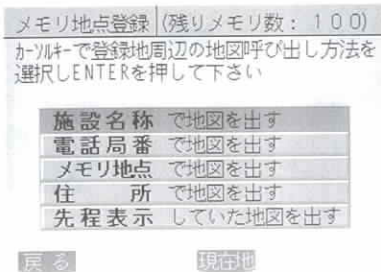 メモリ地点登録 (残りメモリ数: 100)
カーソルキーで登録地周辺の地図呼び出し方法を
選択しENTERを押して下さい
施設名称 で地図を出す
電話局番 で地図を出す
メモリ地点 で地図を出す
住 所 で地図を出す
先程表示 していた地図を出す
戻る 現在地